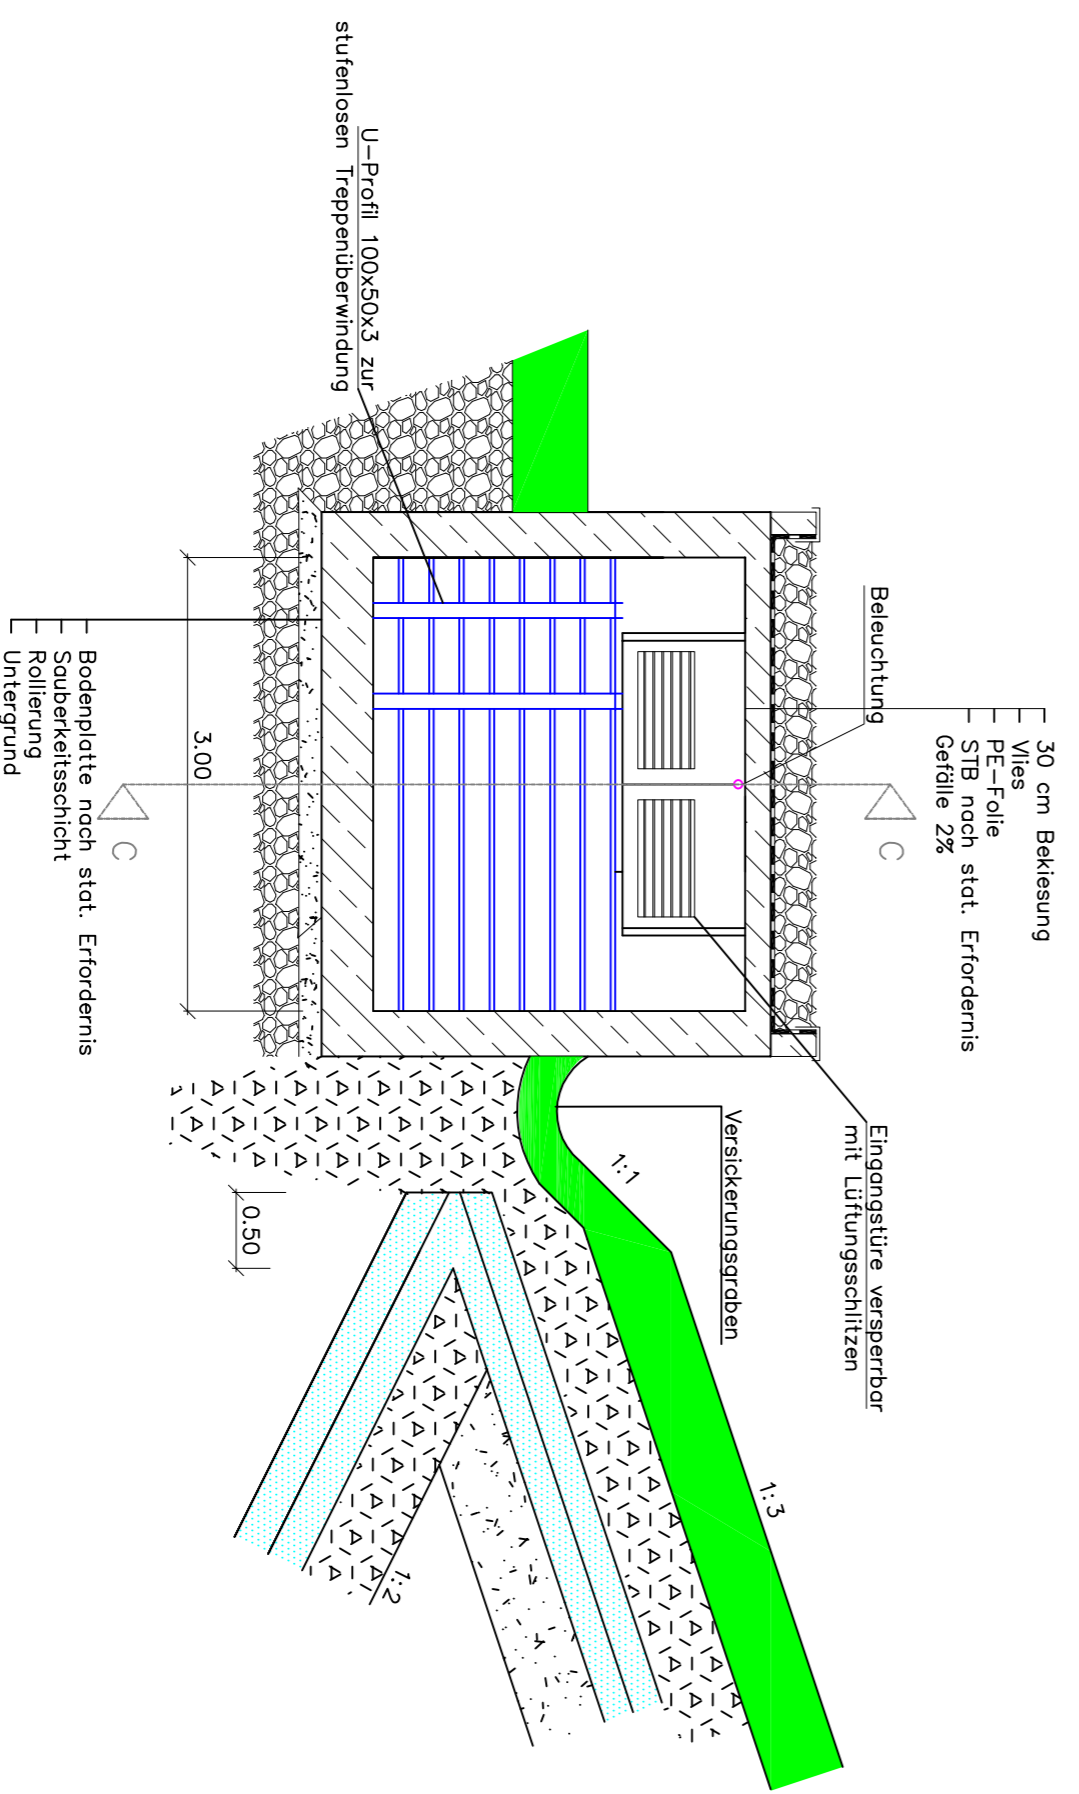 30 cm Bekiesung
Vlies
PE-Folie
STB nach stat. Erfordernis
Gefälle 2%
Beleuchtung
Eingangstüre versperrbar
mit Lüftungsschlitzen
Versickerungsgraben
1:1
1:3
1:2
0.50
C
C
3.00
U-Profil 100x50x3 zur
stufenlosen Treppenüberwindung
Bodenplatte nach stat. Erfordernis
Sauberkeitsschicht
Rollierung
Untergrund